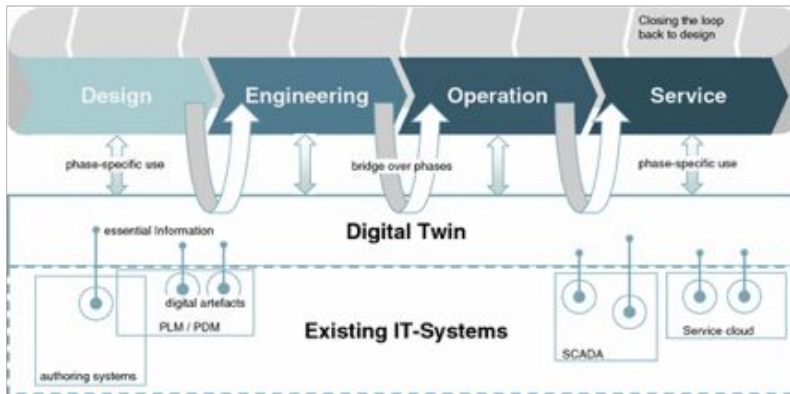 Closing the loop
back to design
Design
Engineering
Operation
Service
phase-specific use
bridge over phases
phase-specific use
essential Information
Digital Twin
digital artefacts
PLM / PDM
Existing IT-Systems
Service cloud
SCADA
authoring systems